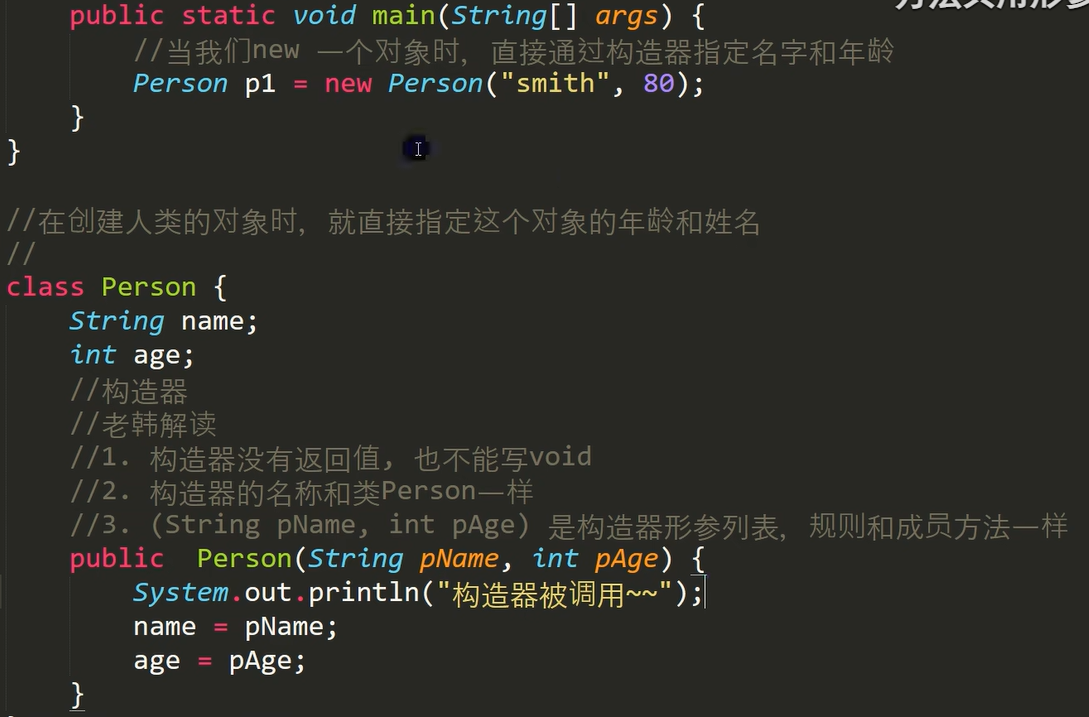 方法头用形参
    public static void main(String[] args) {
        //当我们new 一个对象时，直接通过构造器指定名字和年龄
        Person p1 = new Person("smith", 80);
    }
}
//在创建人类的对象时，就直接指定这个对象的年龄和姓名
//
class Person {
    String name;
    int age;
    //构造器
    //老韩解读
    //1. 构造器没有返回值, 也不能写void
    //2. 构造器的名称和类Person一样
    //3. (String pName, int pAge) 是构造器形参列表，规则和成员方法一样
    public  Person(String pName, int pAge) {
        System.out.println("构造器被调用~~");
        name = pName;
        age = pAge;
    }